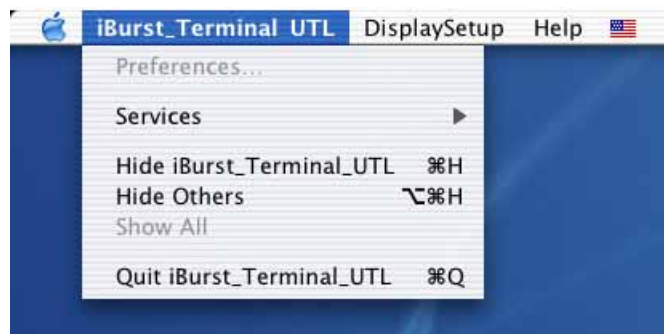 iBurst_Terminal UTL DisplaySetup Help
Preferences...
Services
Hide iBurst_Terminal_UTL ⌘H
Hide Others ⌥⌘H
Show All
Quit iBurst_Terminal_UTL ⌘Q